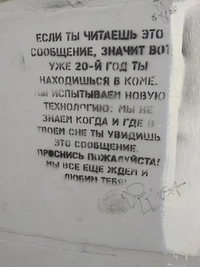 ЕСЛИ ТЫ ЧИТАЕШЬ ЭТО
СООБЩЕНИЕ, ЗНАЧИТ ВОТ
УЖЕ 20-Й ГОД ТЫ
НАХОДИШЬСЯ В КОМЕ.
МЫ ИСПЫТЫВАЕМ НОВУЮ
ТЕХНОЛОГИЮ: МЫ НЕ
ЗНАЕМ КОГДА И ГДЕ В
ТВОЕМ СНЕ ТЫ УВИДИШЬ
ЭТО СООБЩЕНИЕ.
ПРОСНИСЬ ПОЖАЛУЙСТА!
МЫ ВСЕ ЕЩЕ ЖДЕМ И
ЛЮБИМ ТЕБЯ!